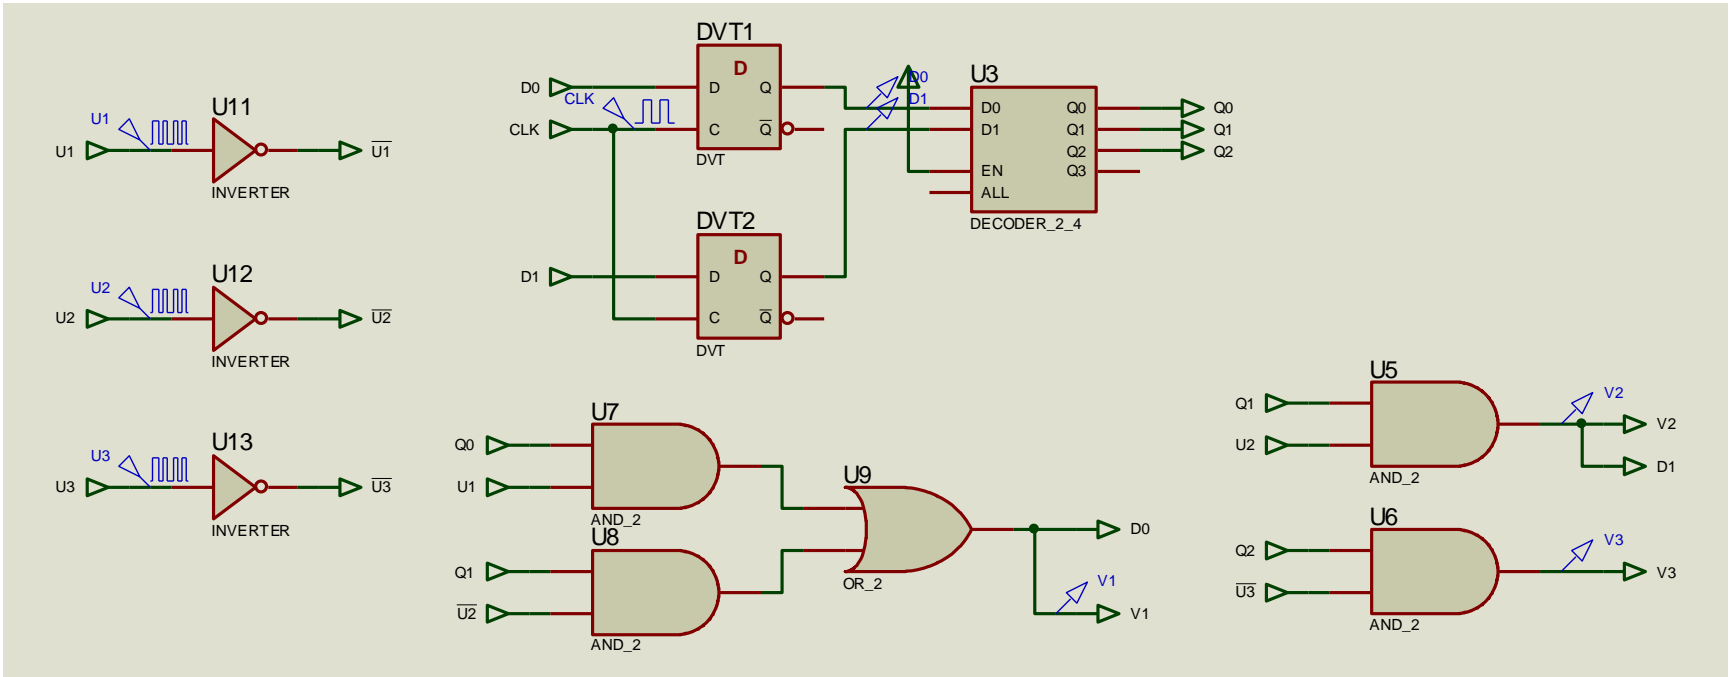 U11
U1
U1
U1
INVERTER
U12
U2
U2
U2
INVERTER
U13
U3
U3
U3
INVERTER
DVT1
D
D0
D
Q
CLK
CLK
C
Q
DVT
DVT2
D
D1
D
Q
C
Q
DVT
D0
D1
U3
D0
D1
EN
ALL
Q0
Q1
Q2
Q3
Q0
Q1
Q2
DECODER_2_4
U7
Q0
U1
AND_2
U8
Q1
U2
AND_2
U9
OR_2
D0
V1
V1
U5
Q1
U2
V2
V2
D1
AND_2
U6
Q2
U3
V3
V3
AND_2